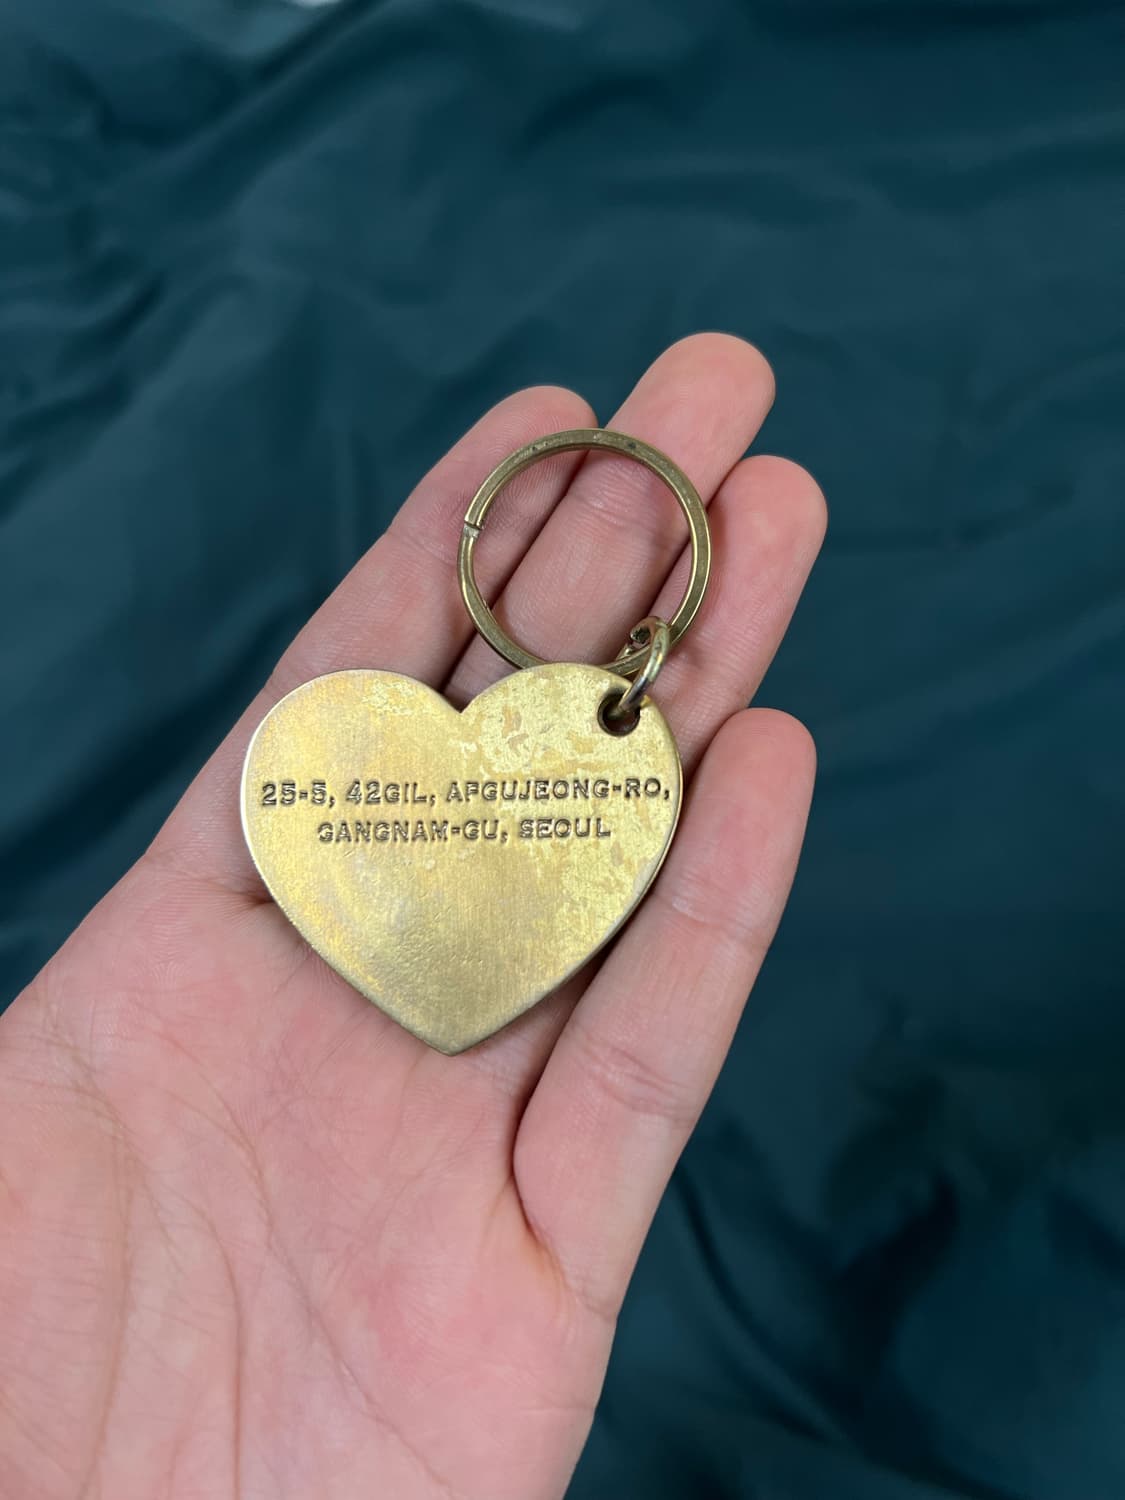 25-5, 42GIL, APGUJEONG-RO,
GANGNAM-GU, SEOUL